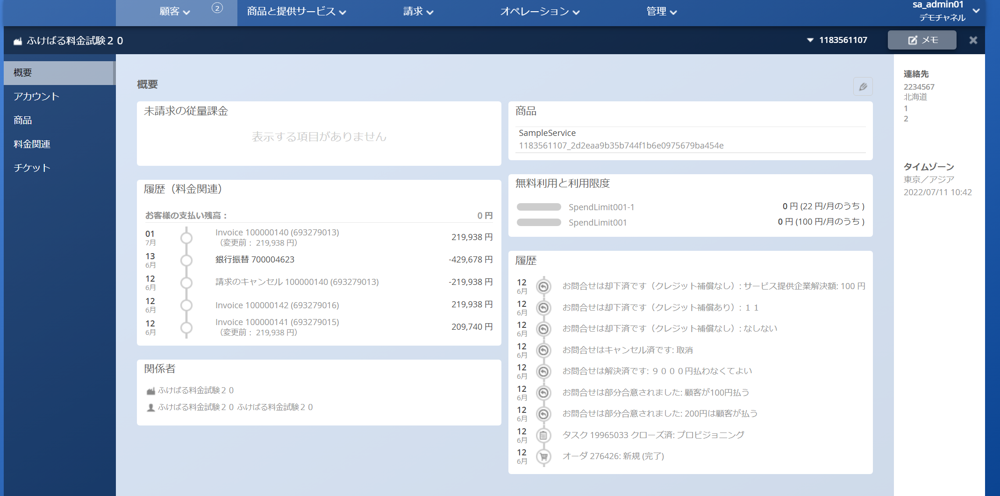 顧客
2
商品と提供サービス
請求
オペレーション
管理
sa_admin01
デモチャネル
ふけばる料金試験２０
1183561107
メモ
概要
アカウント
商品
料金関連
チケット
概要
未請求の従量課金
表示する項目がありません
履歴（料金関連）
お客様の支払い残高： 0 円
01 7月 Invoice 100000140 (693279013) 219,938 円
（変更前： 219,938 円）
13 6月 銀行振替 700004623 -429,678 円
12 6月 請求のキャンセル 100000140 (693279013) -219,938 円
12 6月 Invoice 100000142 (693279016) 219,938 円
12 6月 Invoice 100000141 (693279015) 209,740 円
（変更前： 219,938 円）
関係者
ふけばる料金試験２０
ふけばる料金試験２０ ふけばる料金試験２０
商品
SampleService
1183561107_2d2eaa9b35b744f1b6e0975679ba454e
無料利用と利用限度
SpendLimit001-1 0 円 (22 円/月のうち )
SpendLimit001 0 円 (100 円/月のうち )
履歴
12 6月 お問合せは却下済です（クレジット補償なし）: サービス提供企業解決額: 100 円
12 6月 お問合せは却下済です（クレジット補償あり）: １１
12 6月 お問合せは却下済です（クレジット補償なし）: なしない
12 6月 お問合せはキャンセル済です: 取消
12 6月 お問合せは解決済です: ９０００円払わなくてよい
12 6月 お問合せは部分合意されました: 顧客が100円払う
12 6月 お問合せは部分合意されました: 200円は顧客が払う
12 6月 タスク 19965033 クローズ済: プロビジョニング
12 6月 オーダ 276426: 新規 (完了)
連絡先
2234567
北海道
1
2
タイムゾーン
東京／アジア
2022/07/11 10:42